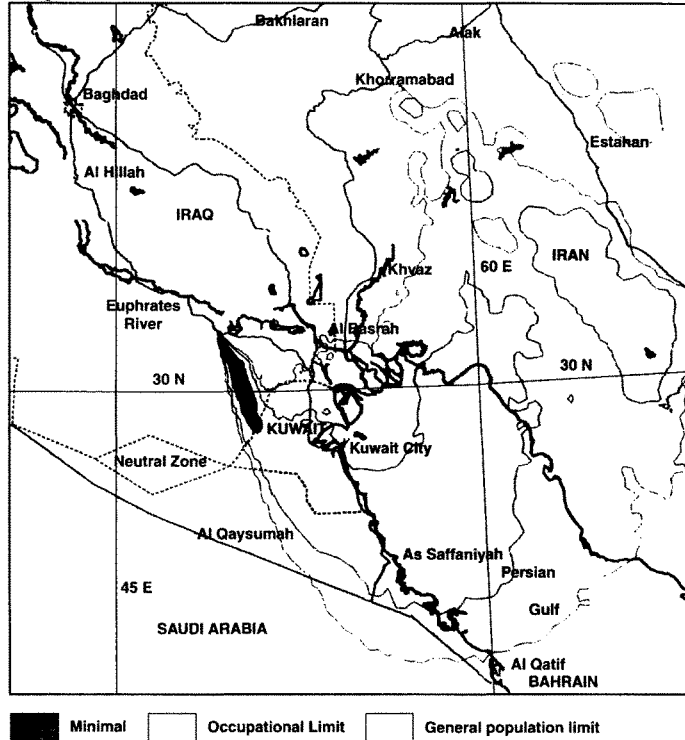 Bakhlaran
Arak
Khorramabad
Baghdad
Estahan
Al Hillah
IRAQ
IRAN
60 E
Khvaz
Euphrates
River
Al Basrah
30 N
30 N
KUWAIT
Kuwait City
Neutral Zone
Al Qaysumah
As Saffaniyah
Persian
45 E
Gulf
SAUDI ARABIA
Al Qatif
BAHRAIN
Minimal
Occupational Limit
General population limit